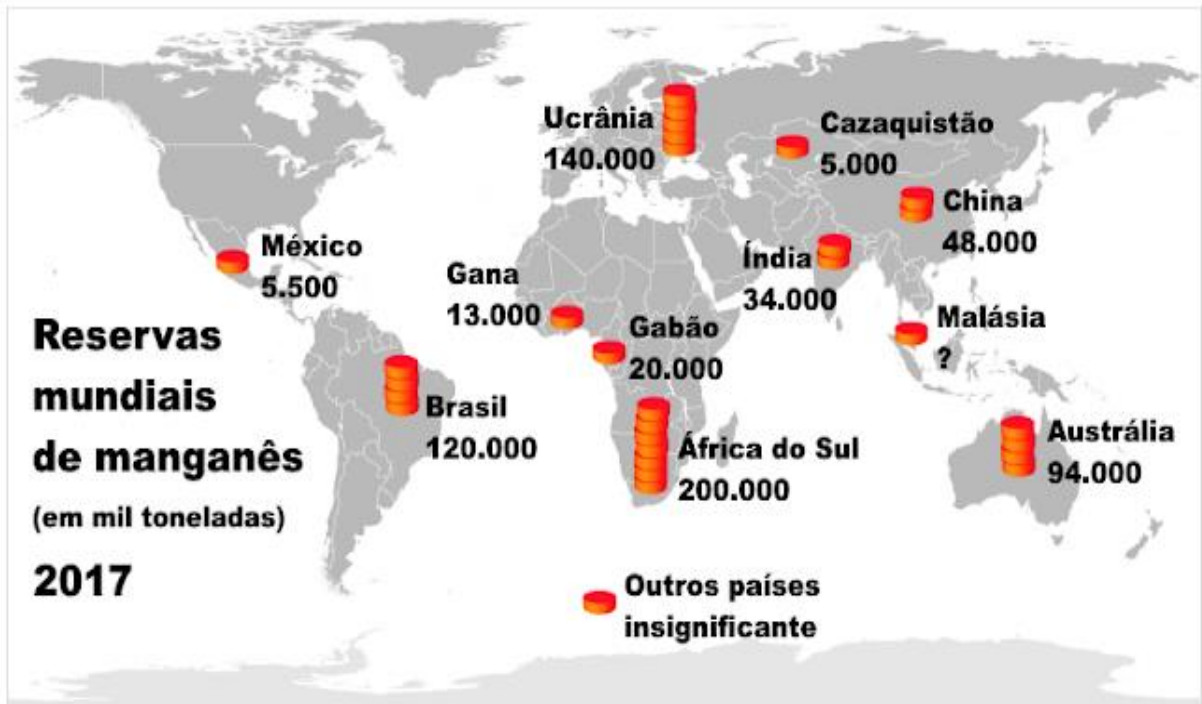 Ucrânia
140.000
Cazaquistão
5.000
China
48.000
México
5.500
Gana
13.000
Índia
34.000
Gabão
20.000
Malásia
?
Reservas
mundiais
de manganês
(em mil toneladas)
2017
Brasil
120.000
África do Sul
200.000
Austrália
94.000
Outros países
insignificante